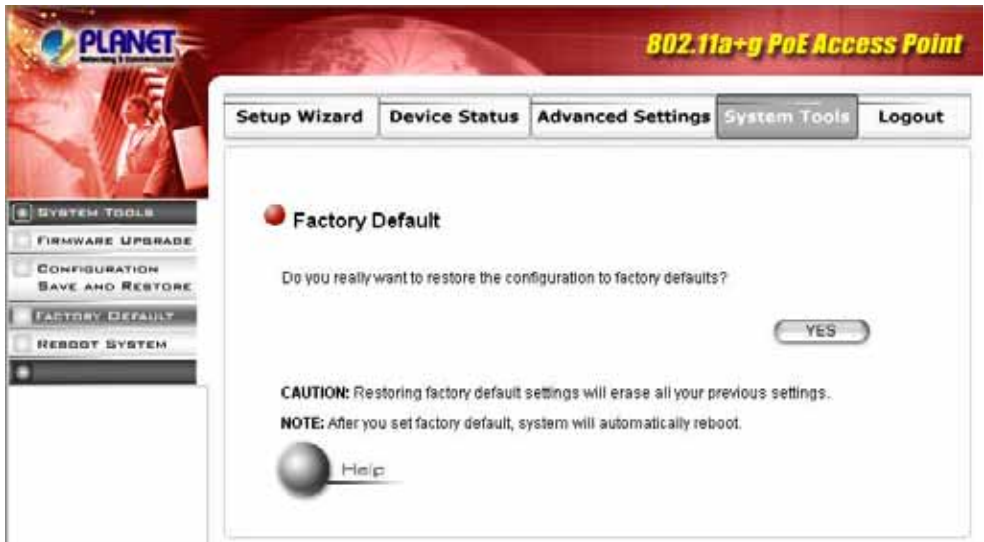 PLANET
Networking & Communication
802.11a+g PoE Access Point
Setup Wizard
Device Status
Advanced Settings
System Tools
Logout
SYSTEM TOOLS
FIRMWARE UPGRADE
CONFIGURATION
SAVE AND RESTORE
FACTORY DEFAULT
REBOOT SYSTEM
Factory Default
Do you really want to restore the configuration to factory defaults?
YES
CAUTION: Restoring factory default settings will erase all your previous settings.
NOTE: After you set factory default, system will automatically reboot.
Help